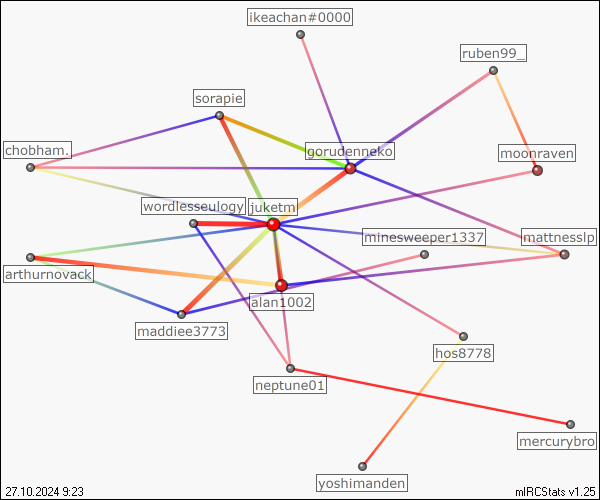 ikeachan#0000
ruben99_
sorapie
chobham.
gorudenneko
moonraven
wordlesseulogy
juketm
minesweeper1337
mattnesslp
arthurnovack
alan1002
maddiee3773
hos8778
neptune01
mercurybro
yoshimanden
27.10.2024 9:23
mIRCStats v1.25